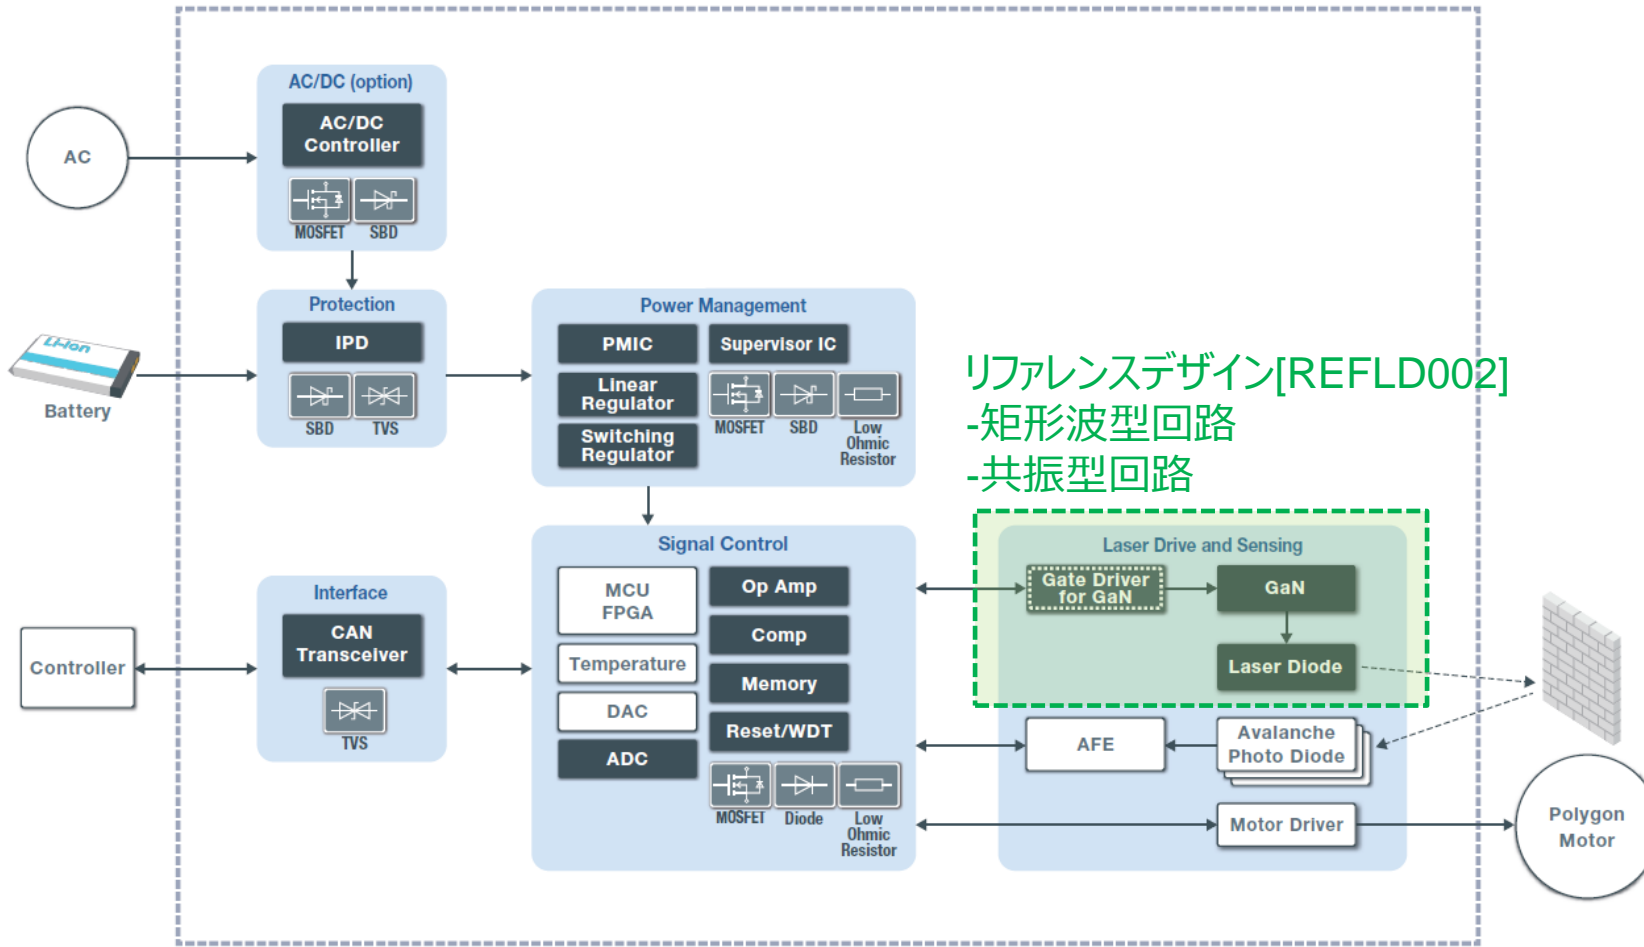 AC/DC (option)
AC/DC
Controller
MOSFET
SBD
AC
Protection
IPD
SBD
TVS
Li-Ion
Battery
Power Management
PMIC
Supervisor IC
Linear
Regulator
Switching
Regulator
MOSFET
SBD
Low
Ohmic
Resistor
リファレンスデザイン[REFLD002]
-矩形波型回路
-共振型回路
Signal Control
MCU
FPGA
Temperature
DAC
ADC
Op Amp
Comp
Memory
Reset/WDT
MOSFET
Diode
Low
Ohmic
Resistor
Interface
CAN
Transceiver
TVS
Controller
Laser Drive and Sensing
Gate Driver
for GaN
GaN
Laser Diode
AFE
Avalanche
Photo Diode
Motor Driver
Polygon
Motor